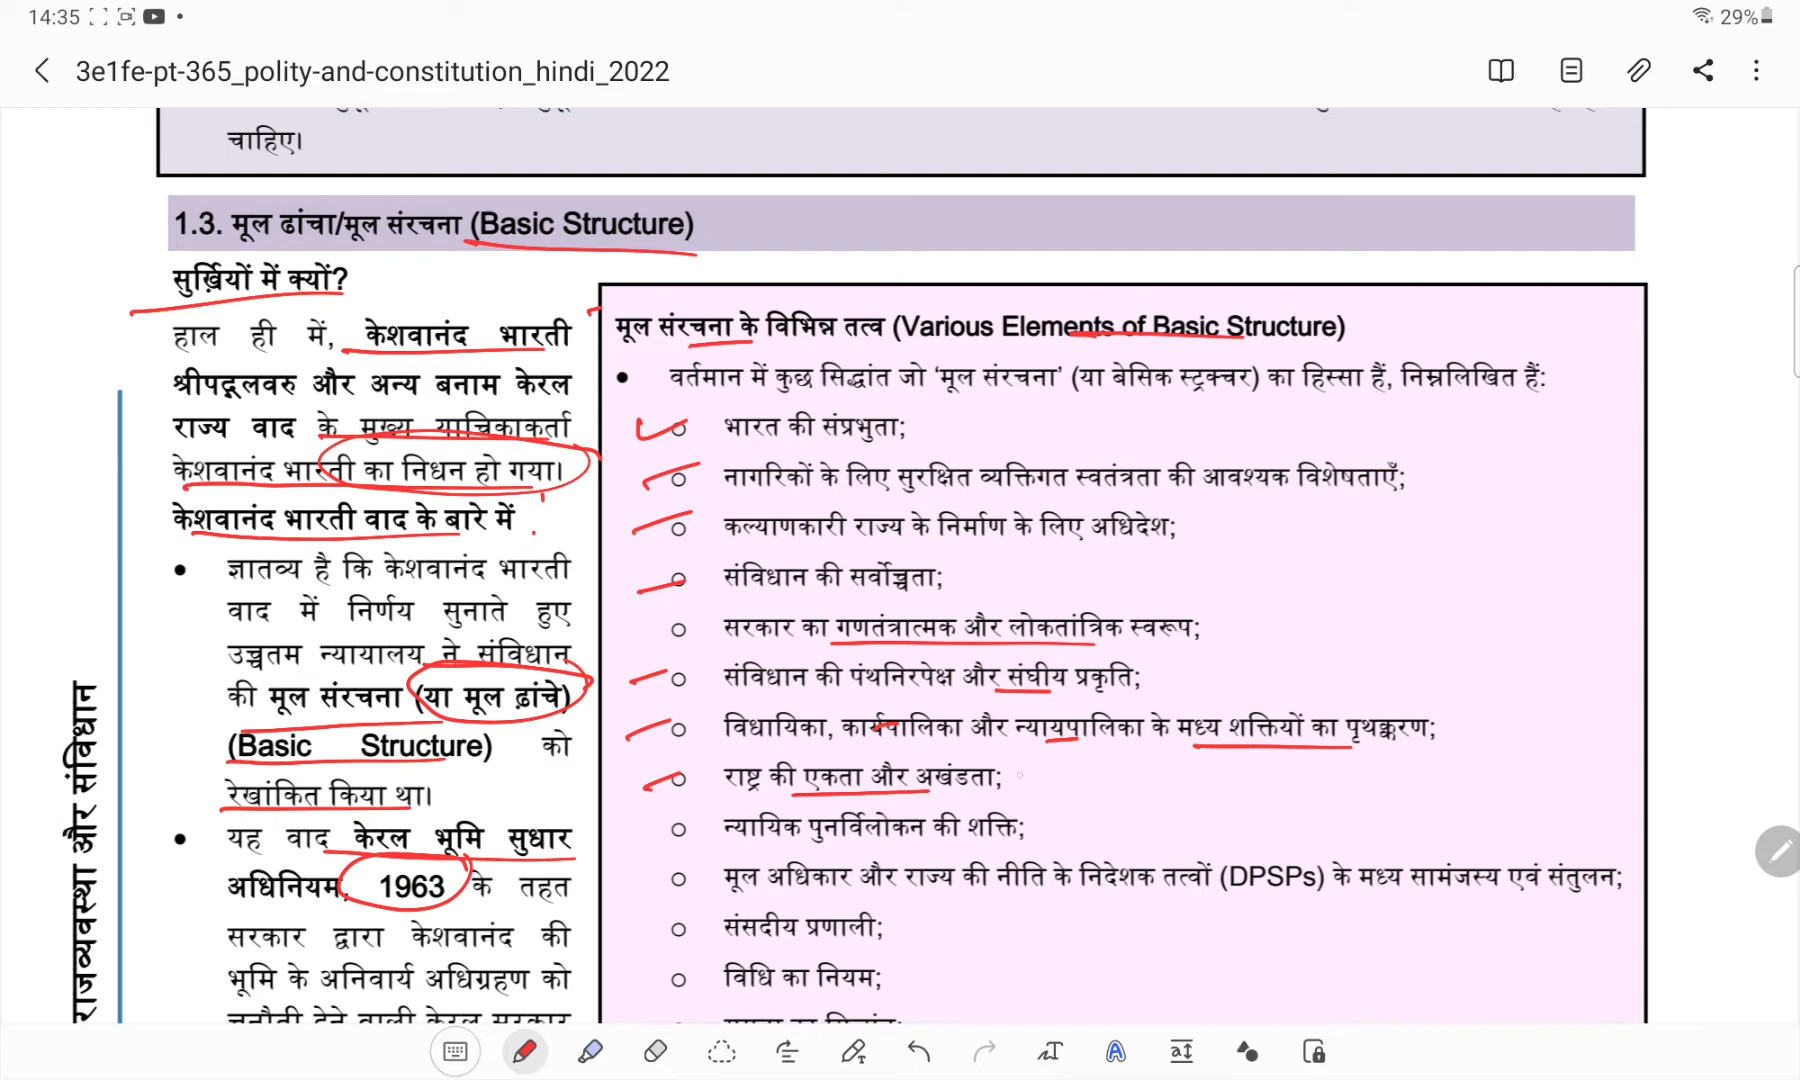 14:35
29%
3e1fe-pt-365_polity-and-constitution_hindi_2022
चाहिए।
1.3. मूल ढांचा/मूल संरचना (Basic Structure)
सुर्ख़ियों में क्यों?
हाल ही में, केशवानंद भारती
श्रीपद्गलवरु और अन्य बनाम केरल
राज्य वाद के मुख्य याचिकाकर्ता
केशवानंद भारती का निधन हो गया।
केशवानंद भारती वाद के बारे में
● ज्ञातव्य है कि केशवानंद भारती
वाद में निर्णय सुनाते हुए
उच्चतम न्यायालय ने संविधान
की मूल संरचना (या मूल ढ़ांचे)
(Basic Structure) को
रेखांकित किया था।
● यह वाद केरल भूमि सुधार
अधिनियम, 1963 के तहत
सरकार द्वारा केशवानंद की
भूमि के अनिवार्य अधिग्रहण को
चुनौती देने वाली केरल सरकार
मूल संरचना के विभिन्न तत्व (Various Elements of Basic Structure)
● वर्तमान में कुछ सिद्धांत जो ‘मूल संरचना’ (या बेसिक स्ट्रक्चर) का हिस्सा हैं, निम्नलिखित हैं:
○ भारत की संप्रभुता;
○ नागरिकों के लिए सुरक्षित व्यक्तिगत स्वतंत्रता की आवश्यक विशेषताएँ;
○ कल्याणकारी राज्य के निर्माण के लिए अधिदेश;
○ संविधान की सर्वोच्चता;
○ सरकार का गणतंत्रात्मक और लोकतांत्रिक स्वरूप;
○ संविधान की पंथनिरपेक्ष और संघीय प्रकृति;
○ विधायिका, कार्यपालिका और न्यायपालिका के मध्य शक्तियों का पृथक्करण;
○ राष्ट्र की एकता और अखंडता;
○ न्यायिक पुनर्विलोकन की शक्ति;
○ मूल अधिकार और राज्य की नीति के निदेशक तत्वों (DPSPs) के मध्य सामंजस्य एवं संतुलन;
○ संसदीय प्रणाली;
○ विधि का नियम;
राजव्यवस्था और संविधान